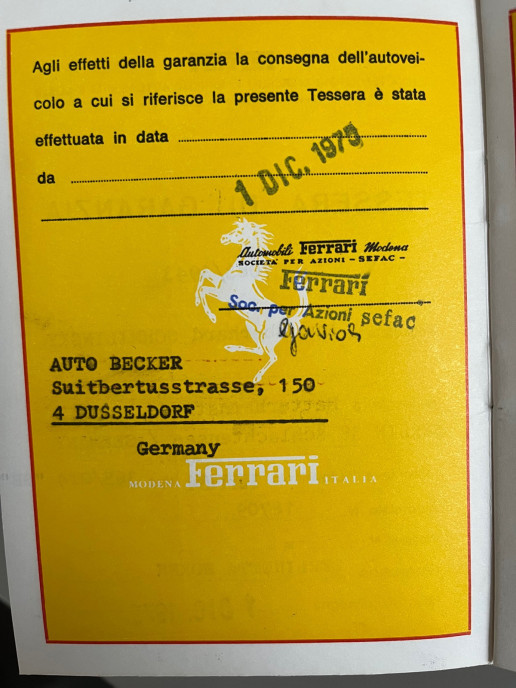 Agli effetti della garanzia la consegna dell'autovei-
colo a cui si riferisce la presente Tessera è stata
effettuata in data
1 DIC. 1970
da
Automobili Ferrari Modena
SOCIETA' PER AZIONI - SEFAC -
Ferrari
Soc. per Azioni sefac
AUTO BECKER
Suitbertusstrasse, 150
4 DUSSELDORF
Germany
MODENA Ferrari ITALIA